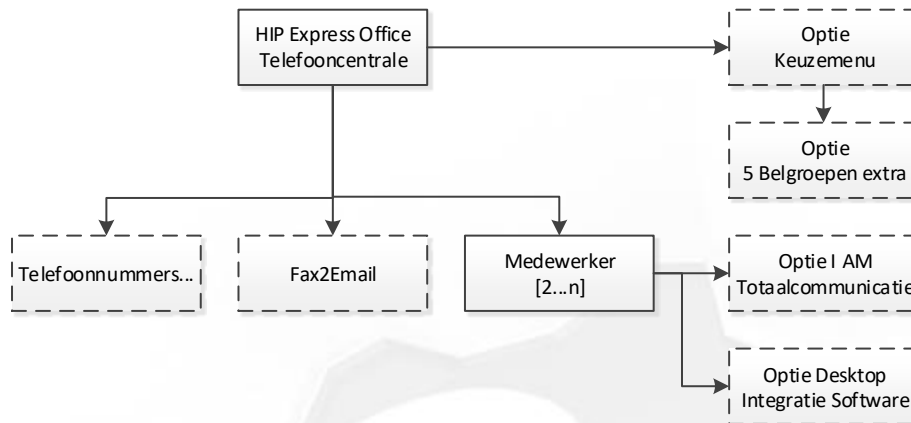 HIP Express Office
Telefooncentrale
Optie
Keuzemenu
Optie
5 Belgroepen extra
Telefoonnummers...
Fax2Email
Medewerker
[2...n]
Optie I AM
Totaalcommunicatie
Optie Desktop
Integratie Software